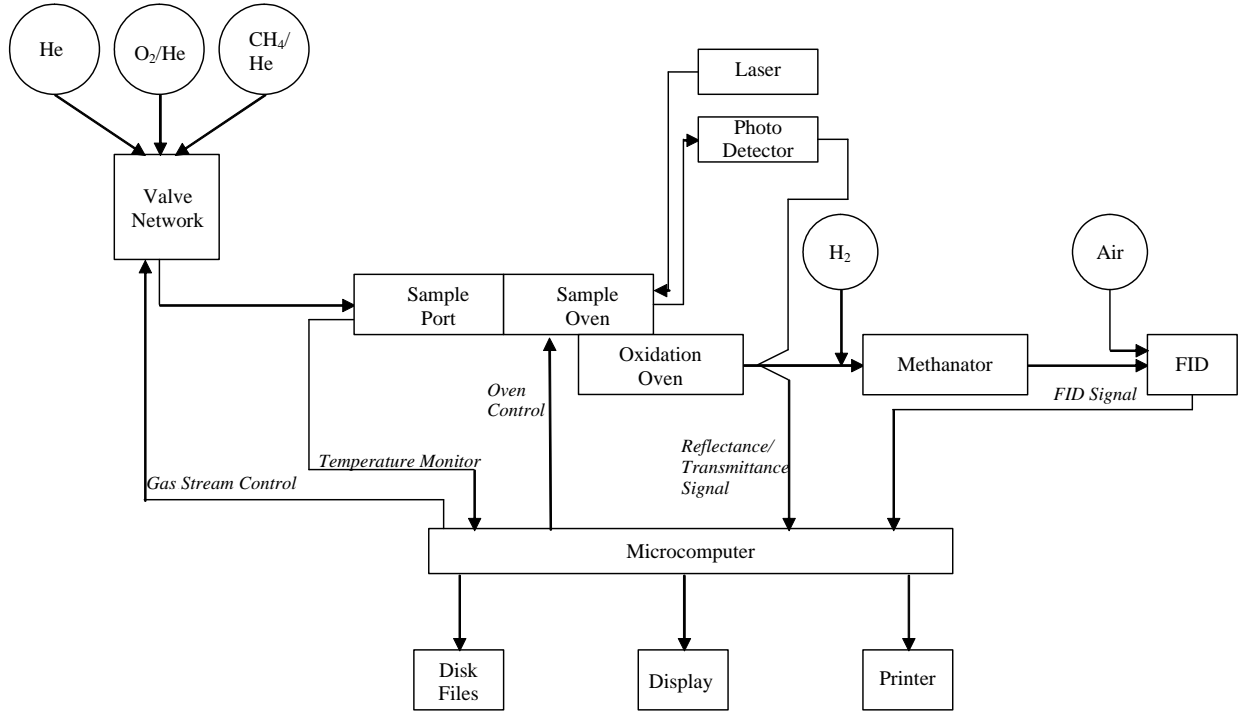 He
O₂/He
CH₄/
He
Laser
Photo
Detector
Valve
Network
H₂
Air
Sample
Port
Sample
Oven
Oxidation
Oven
Methanator
FID
Oven
Control
FID Signal
Reflectance/
Transmittance
Signal
Temperature Monitor
Gas Stream Control
Microcomputer
Disk
Files
Display
Printer